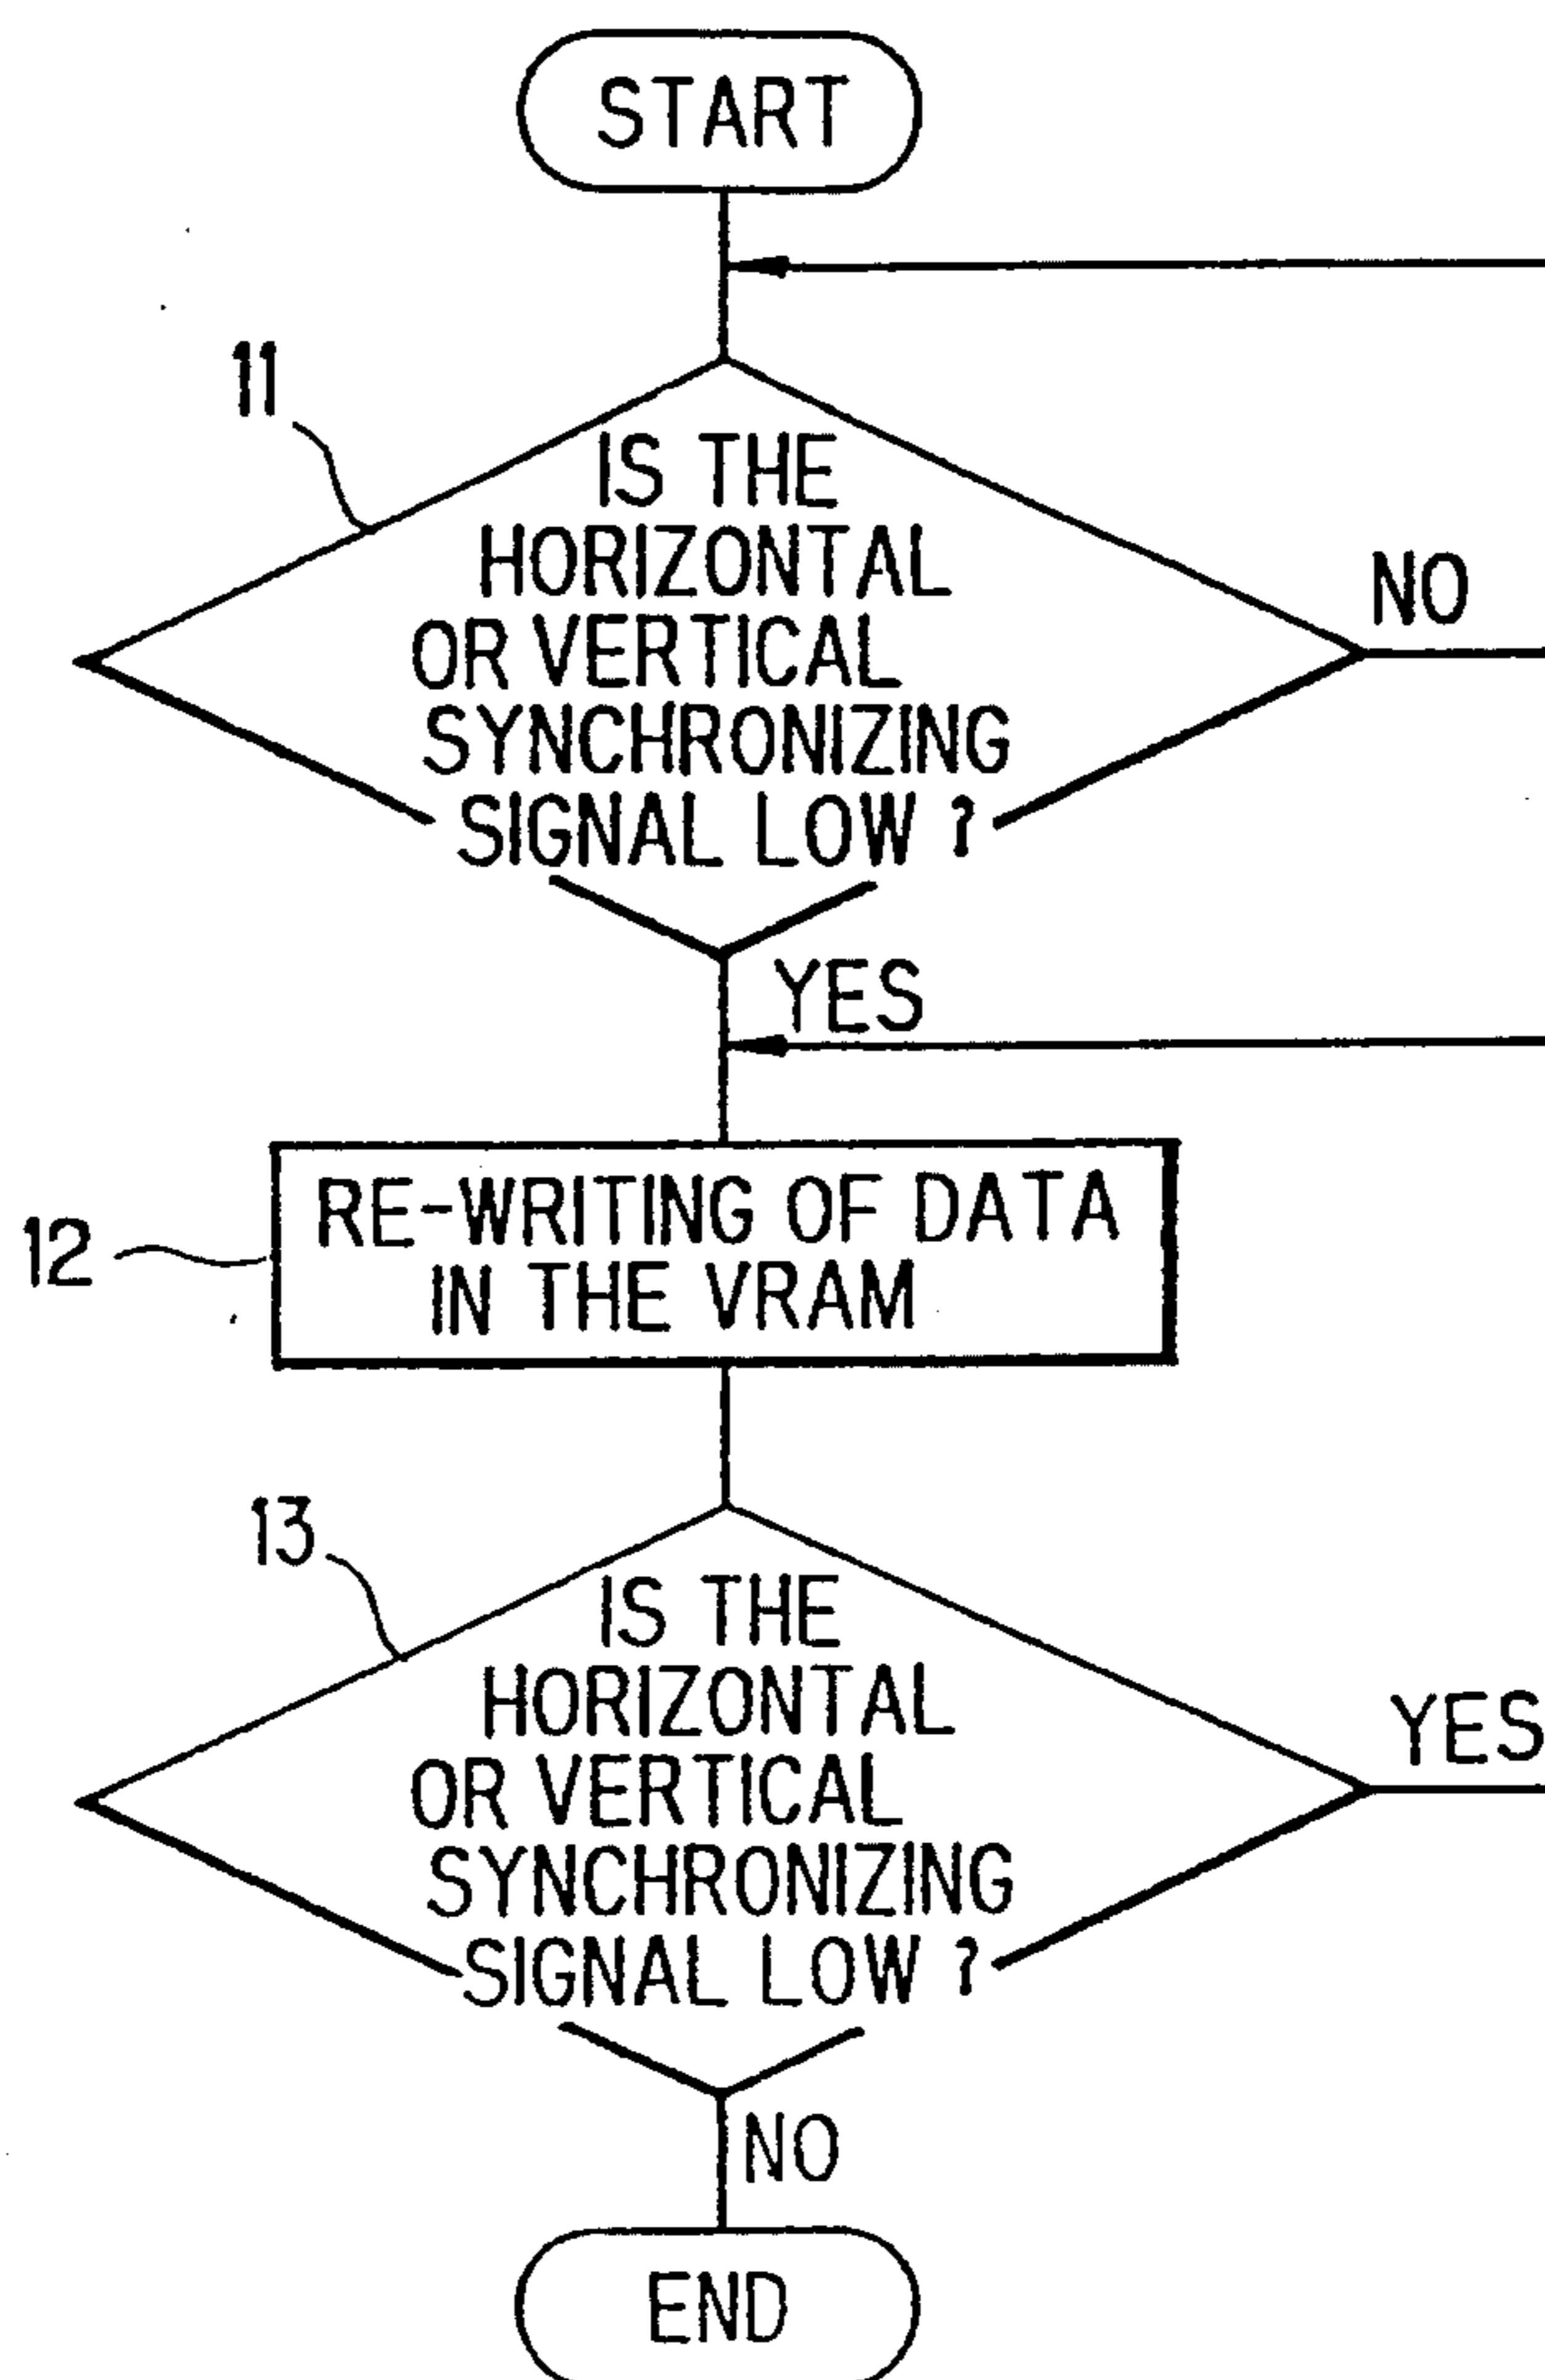 START
11
IS THE
HORIZONTAL
OR VERTICAL
SYNCHRONIZING
SIGNAL LOW ?
NO
YES
12
RE-WRITING OF DATA
IN THE VRAM
13
IS THE
HORIZONTAL
OR VERTICAL
SYNCHRONIZING
SIGNAL LOW ?
YES
NO
END